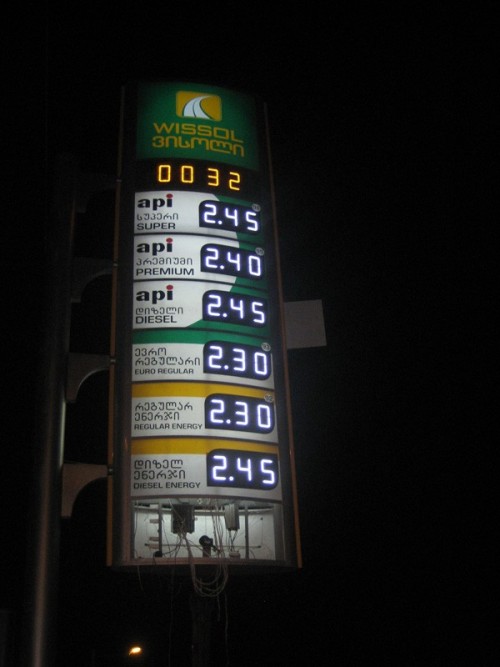 WISSOL
ვისოლი
0032
api
სუპერი
SUPER
2.45
api
პრემიუმი
PREMIUM
2.40
api
დიზელი
DIESEL
2.45
ევრო
რეგულარი
EURO REGULAR
2.30
რეგულარ
ენერჯი
REGULAR ENERGY
2.30
დიზელ
ენერჯი
DIESEL ENERGY
2.45